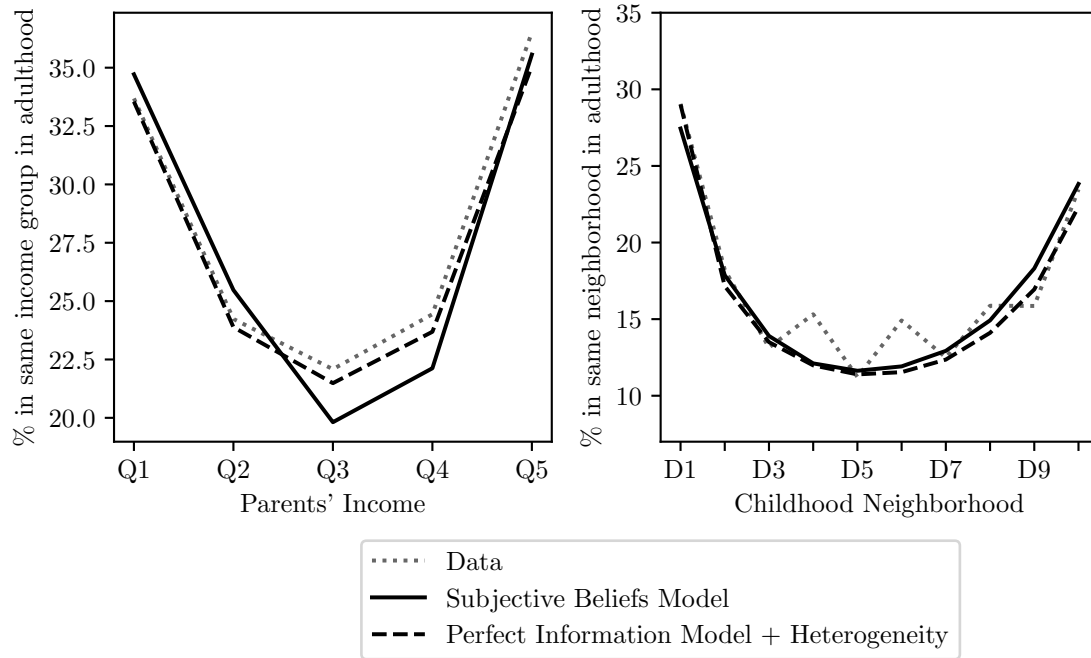 % in same income group in adulthood
35.0
32.5
30.0
27.5
25.0
22.5
20.0
Q1 Q2 Q3 Q4 Q5
Parents’ Income
% in same neighborhood in adulthood
35
30
25
20
15
10
D1 D3 D5 D7 D9
Childhood Neighborhood
Data
Subjective Beliefs Model
Perfect Information Model + Heterogeneity